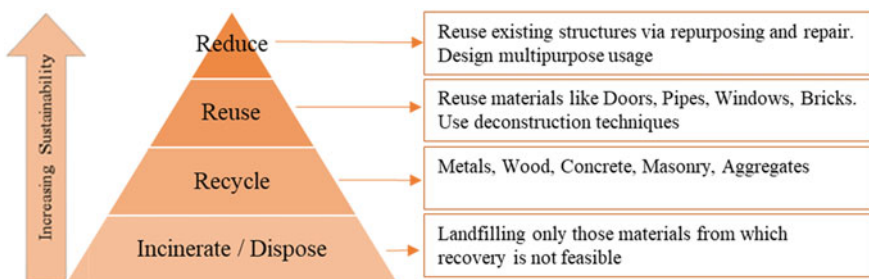 Increasing Sustainability
Reduce
Reuse existing structures via repurposing and repair.
Design multipurpose usage
Reuse
Reuse materials like Doors, Pipes, Windows, Bricks.
Use deconstruction techniques
Recycle
Metals, Wood, Concrete, Masonry, Aggregates
Incinerate / Dispose
Landfilling only those materials from which
recovery is not feasible